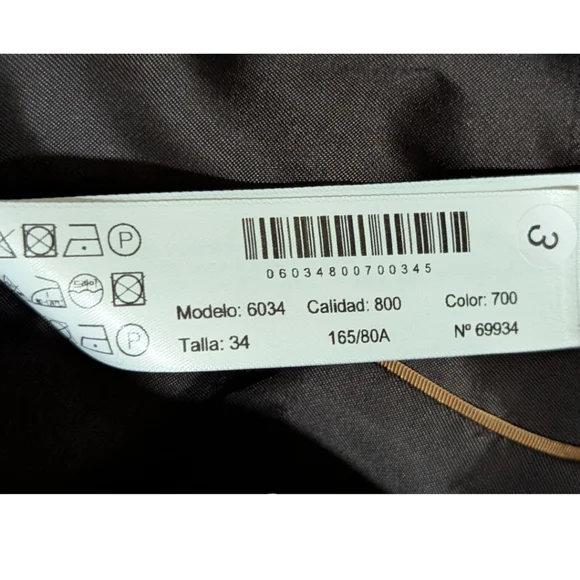 P
06034800700345
3
Modelo: 6034 Calidad: 800 Color: 700
Talla: 34 165/80A Nº 69934
P